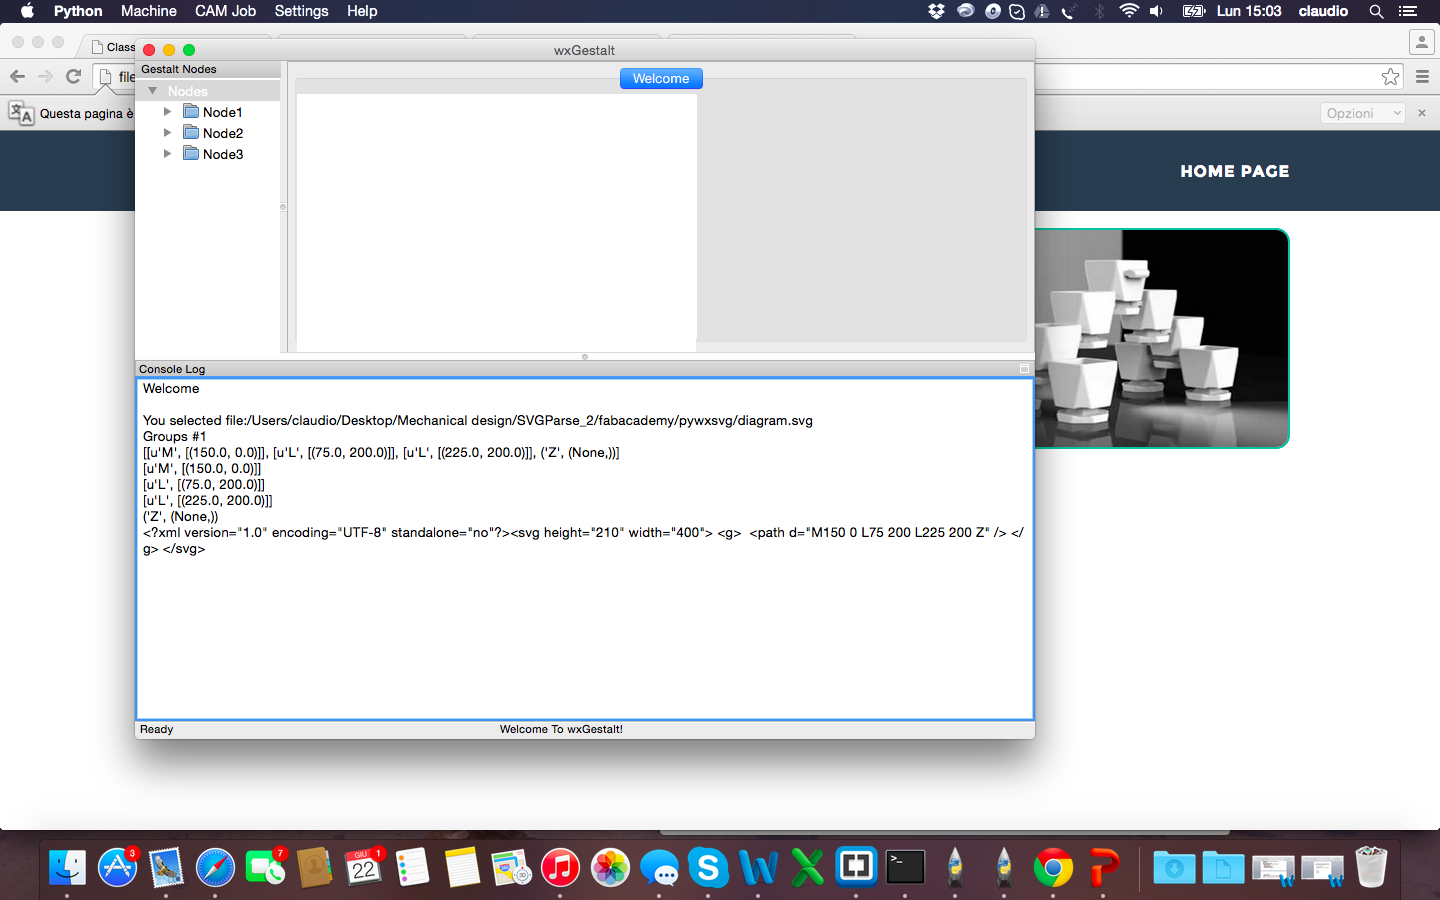 Python Machine CAM Job Settings Help
Lun 15:03 claudio
Class
wxGestalt
file
Gestalt Nodes
Welcome
Nodes
Node1
Node2
Node3
Questa pagina è
Opzioni
HOME PAGE
Console Log
Welcome
You selected file:/Users/claudio/Desktop/Mechanical design/SVGParse_2/fabacademy/pywxsvg/diagram.svg
Groups #1
[[u'M', [(150.0, 0.0)]], [u'L', [(75.0, 200.0)]], [u'L', [(225.0, 200.0)]], ('Z', (None,))]
[u'M', [(150.0, 0.0)]]
[u'L', [(75.0, 200.0)]]
[u'L', [(225.0, 200.0)]]
('Z', (None,))
<?xml version="1.0" encoding="UTF-8" standalone="no"?><svg height="210" width="400"> <g>  <path d="M150 0 L75 200 L225 200 Z" /> </
g> </svg>
Ready
Welcome To wxGestalt!
3
7
GIU
22
1